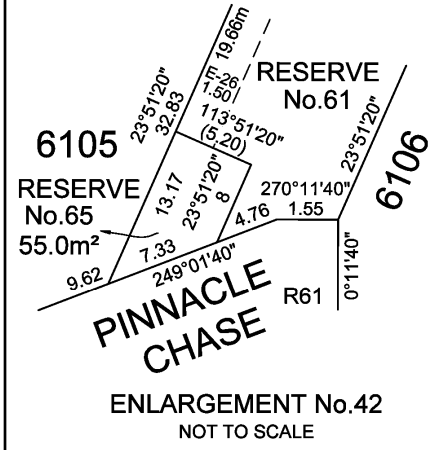 19.66m
E-26
1.50
RESERVE
No.61
23°51'20"
32.83
113°51'20"
(5.20)
23°51'20"
6105
6106
RESERVE
No.65
55.0m²
13.17
23°51'20"
8
270°11'40"
1.55
4.76
7.33
249°01'40"
9.62
0°11'40"
R61
PINNACLE
CHASE
ENLARGEMENT No.42
NOT TO SCALE